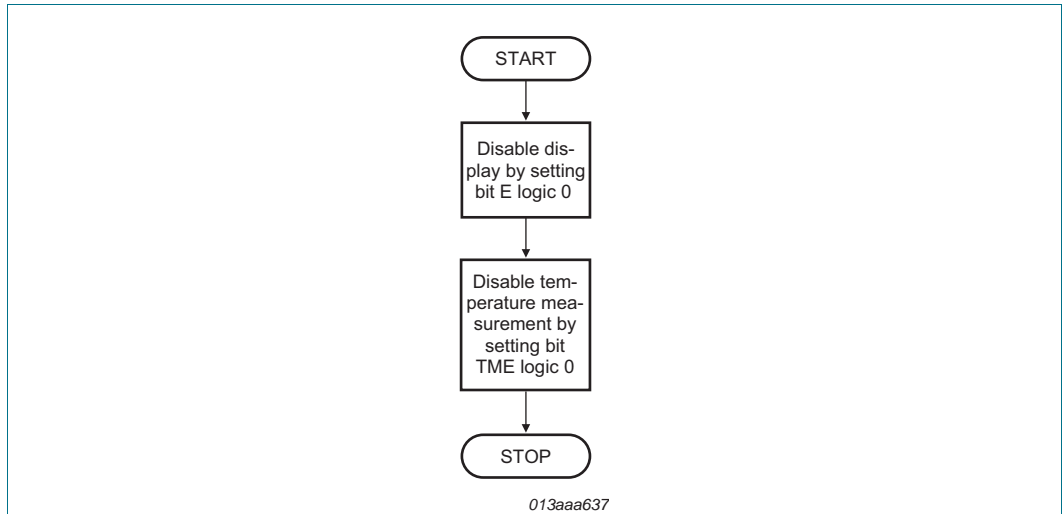 START
Disable dis-
play by setting
bit E logic 0
Disable tem-
perature mea-
surement by
setting bit
TME logic 0
STOP
013aaa637